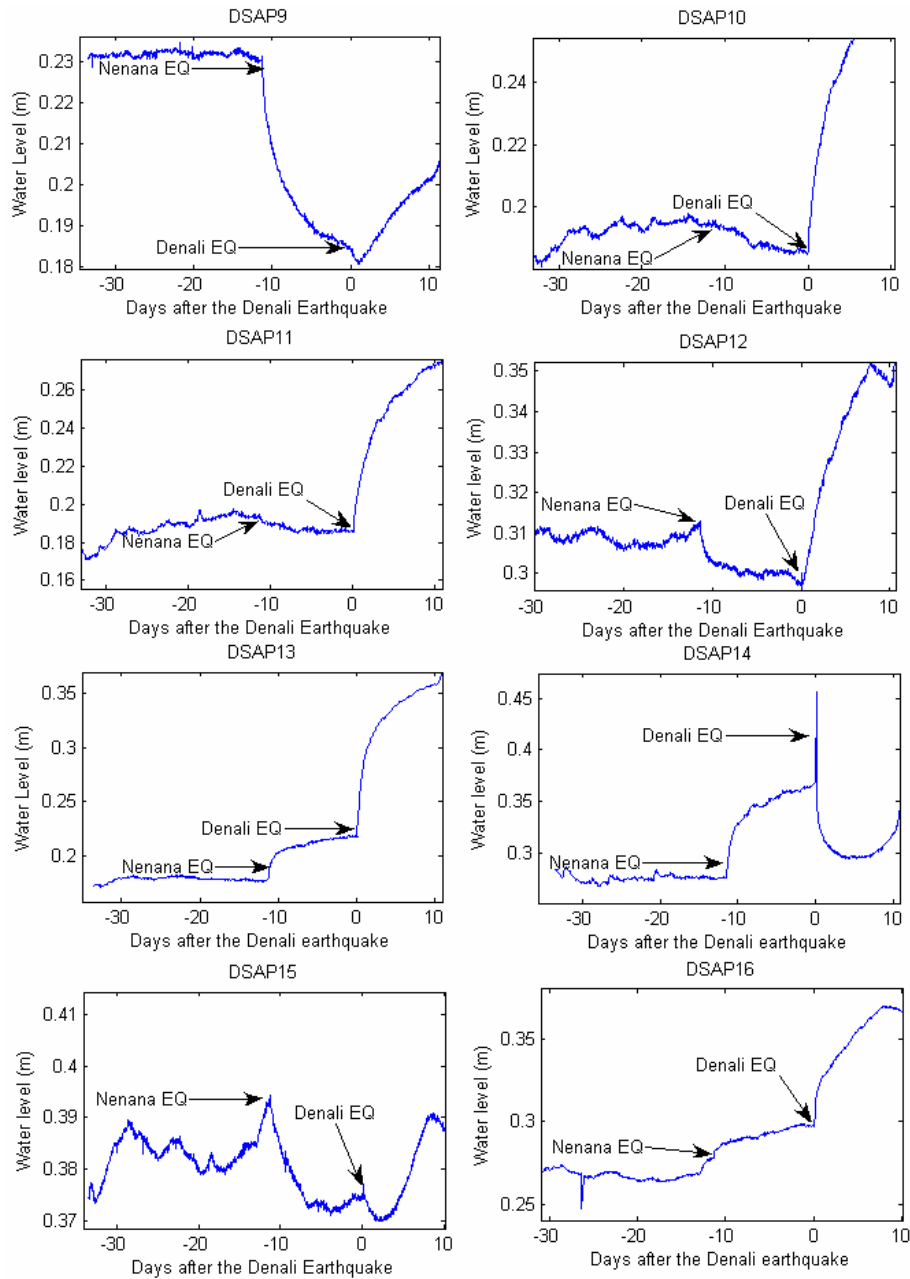 DSAP9
Water Level (m)
0.23
0.22
0.21
0.2
0.19
0.18
Nenana EQ
Denali EQ
-30 -20 -10 0 10
Days after the Denali Earthquake
DSAP10
Water Level (m)
0.24
0.22
0.2
Denali EQ
Nenana EQ
-30 -20 -10 0 10
Days after the Denali Earthquake
DSAP11
Water level (m)
0.26
0.24
0.22
0.2
0.18
0.16
Denali EQ
Nenana EQ
-30 -20 -10 0 10
Days after the Denali Earthquake
DSAP12
Water level (m)
0.35
0.34
0.33
0.32
0.31
0.3
Nenana EQ
Denali EQ
-30 -20 -10 0 10
Days after the Denali Earthquake
DSAP13
Water Level (m)
0.35
0.3
0.25
0.2
Denali EQ
Nenana EQ
-30 -20 -10 0 10
Days after the Denali earthquake
DSAP14
Water level (m)
0.45
0.4
0.35
0.3
Denali EQ
Nenana EQ
-30 -20 -10 0 10
Days after the Denali earthquake
DSAP15
Water level (m)
0.41
0.4
0.39
0.38
0.37
Nenana EQ
Denali EQ
-30 -20 -10 0 10
Days after the Denali Earthquake
DSAP16
Water level (m)
0.35
0.3
0.25
Denali EQ
Nenana EQ
-30 -20 -10 0 10
Days after the Denali earthquake